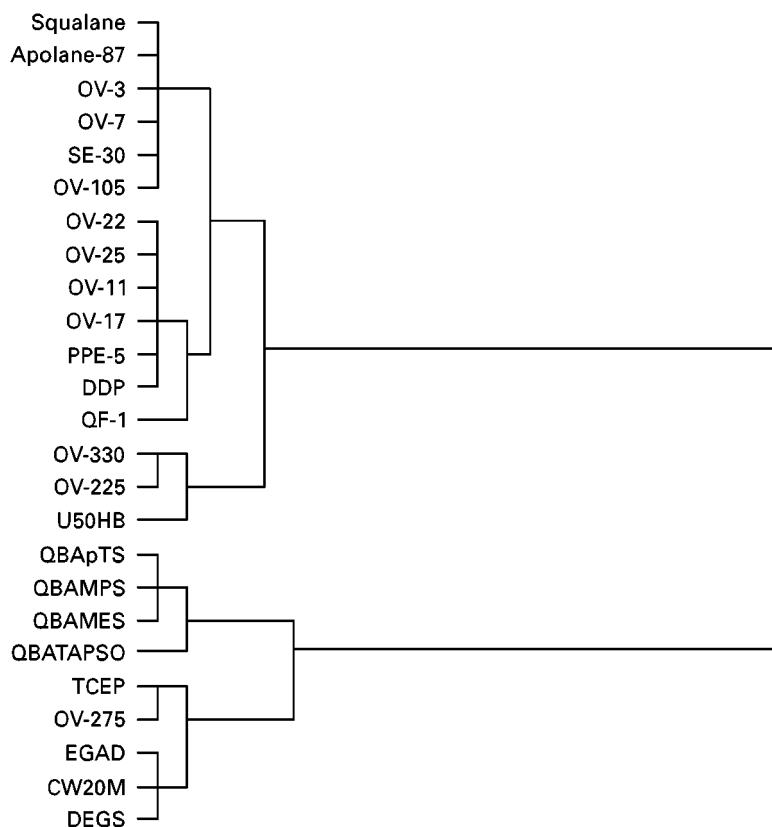 Squalane
Apolane-87
OV-3
OV-7
SE-30
OV-105
OV-22
OV-25
OV-11
OV-17
PPE-5
DDP
QF-1
OV-330
OV-225
U50HB
QBApTS
QBAMPS
QBAMES
QBATAPSO
TCEP
OV-275
EGAD
CW20M
DEGS